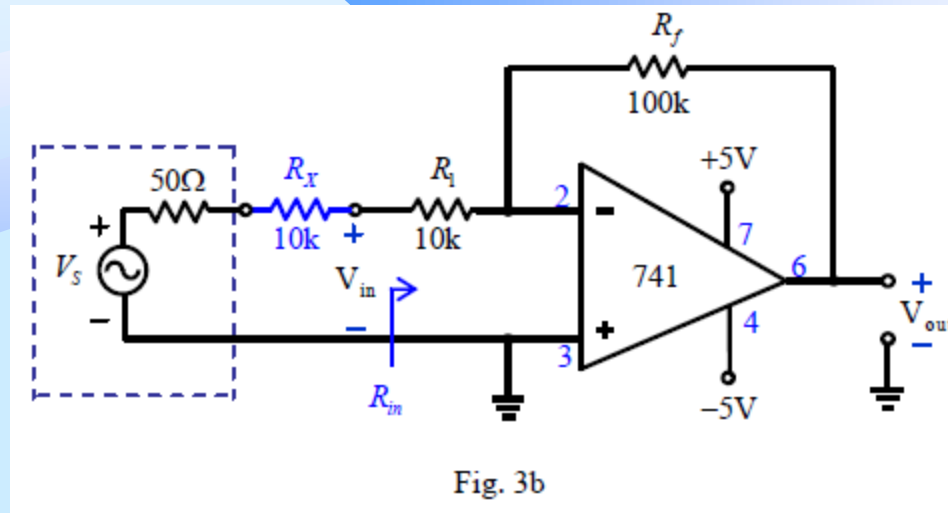 R_f
100k
+5V
50Ω R_X R_1
2 -
7
+ 10k + 10k
V_S V_in 741 6 +
- - + 4 V_out
3 -
R_in -5V
Fig. 3b